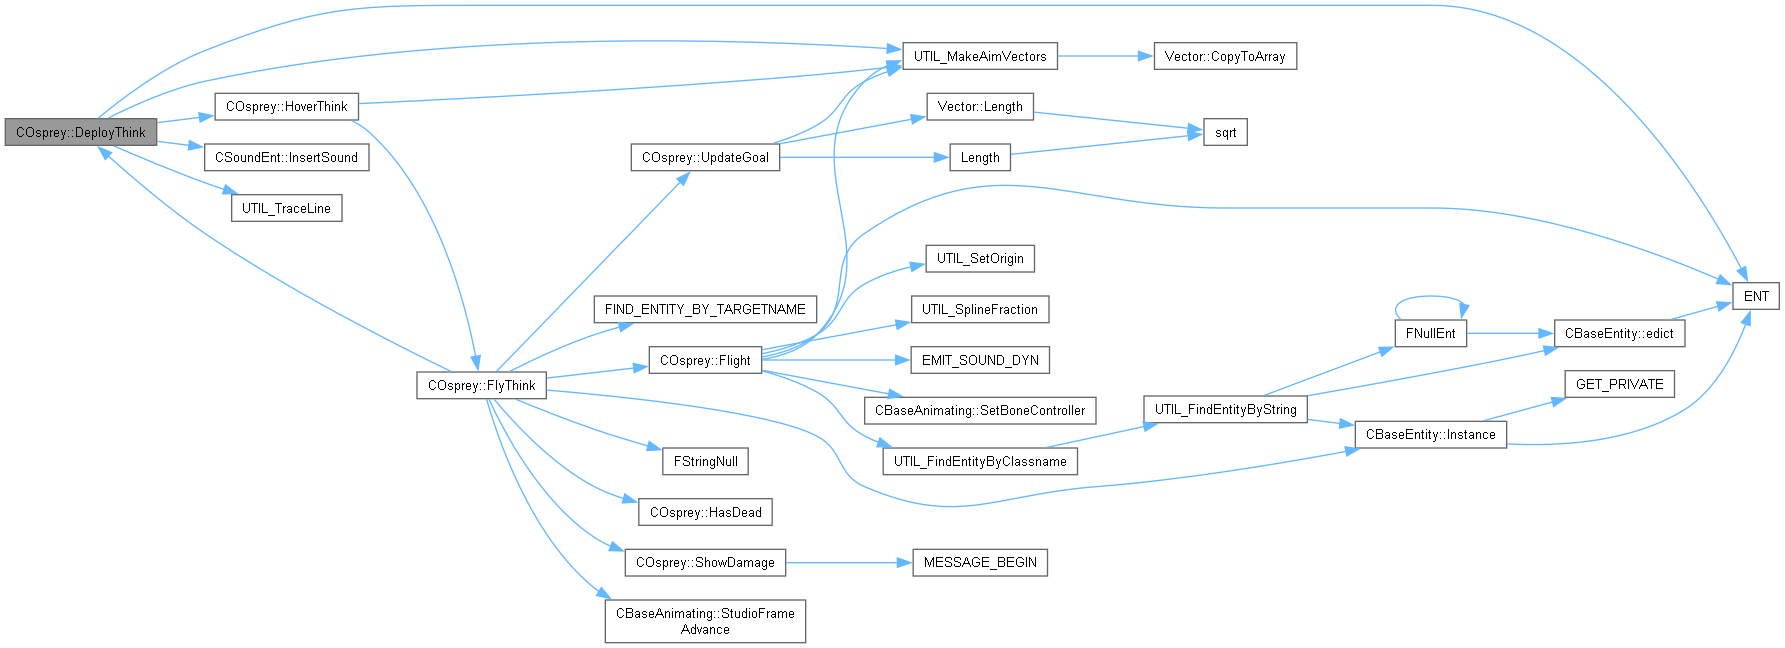 COsprey::DeployThink
COsprey::HoverThink
CSoundEnt::InsertSound
UTIL_TraceLine
COsprey::FlyThink
COsprey::UpdateGoal
FIND_ENTITY_BY_TARGETNAME
COsprey::Flight
FStringNull
COsprey::HasDead
COsprey::ShowDamage
CBaseAnimating::StudioFrame
Advance
UTIL_MakeAimVectors
Vector::Length
Length
UTIL_SetOrigin
UTIL_SplineFraction
EMIT_SOUND_DYN
CBaseAnimating::SetBoneController
UTIL_FindEntityByClassname
MESSAGE_BEGIN
Vector::CopyToArray
sqrt
UTIL_FindEntityByString
FNullEnt
CBaseEntity::Instance
CBaseEntity::edict
GET_PRIVATE
ENT